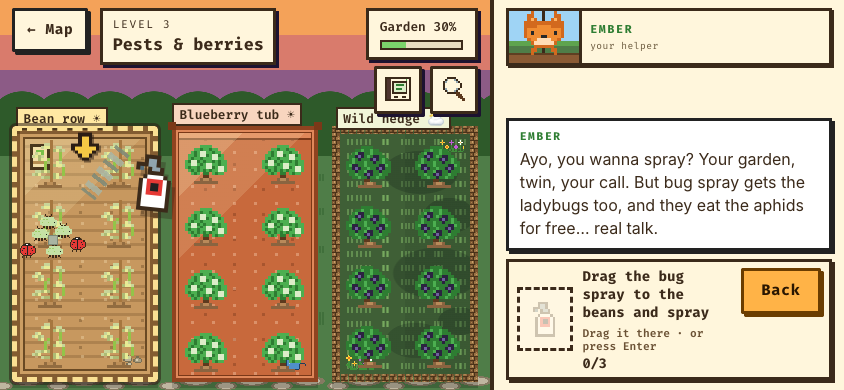 ← Map
LEVEL 3
Pests & berries
Garden 30%
Bean row ☀
Blueberry tub ☀
Wild hedge
EMBER
your helper
EMBER
Ayo, you wanna spray? Your garden,
twin, your call. But bug spray gets the
ladybugs too, and they eat the aphids
for free... real talk.
Drag the bug
spray to the
beans and spray
Drag it there · or
press Enter
0/3
Back